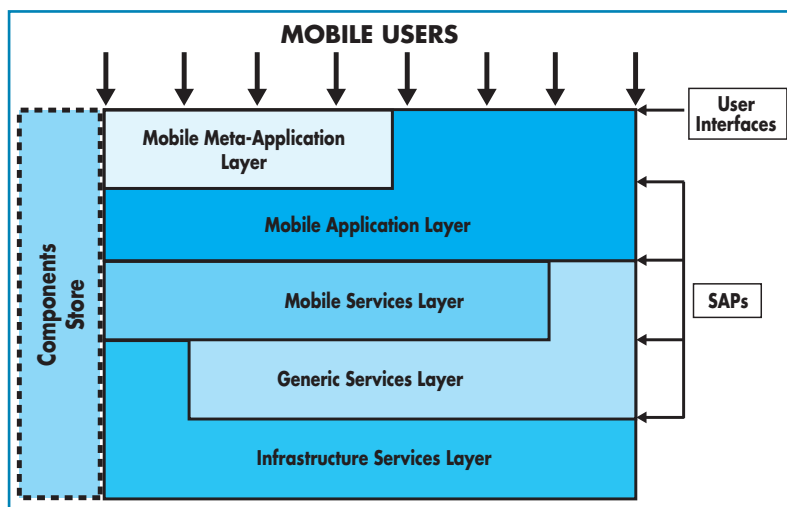 MOBILE USERS
User
Interfaces
Mobile Meta-Application
Layer
Mobile Application Layer
Components
Store
Mobile Services Layer
SAPs
Generic Services Layer
Infrastructure Services Layer